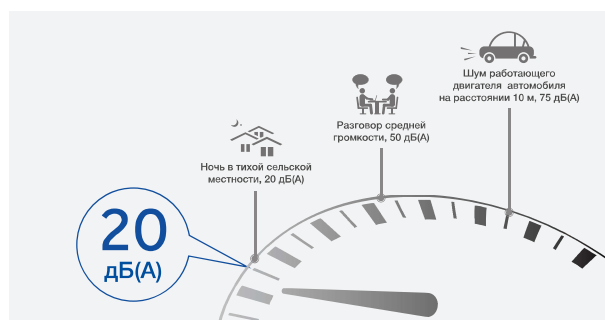 Шум работающего
двигателя автомобиля
на расстоянии 10 м, 75 дБ(А)
Разговор средней
громкости, 50 дБ(А)
Ночь в тихой сельской
местности, 20 дБ(А)
20
дБ(А)